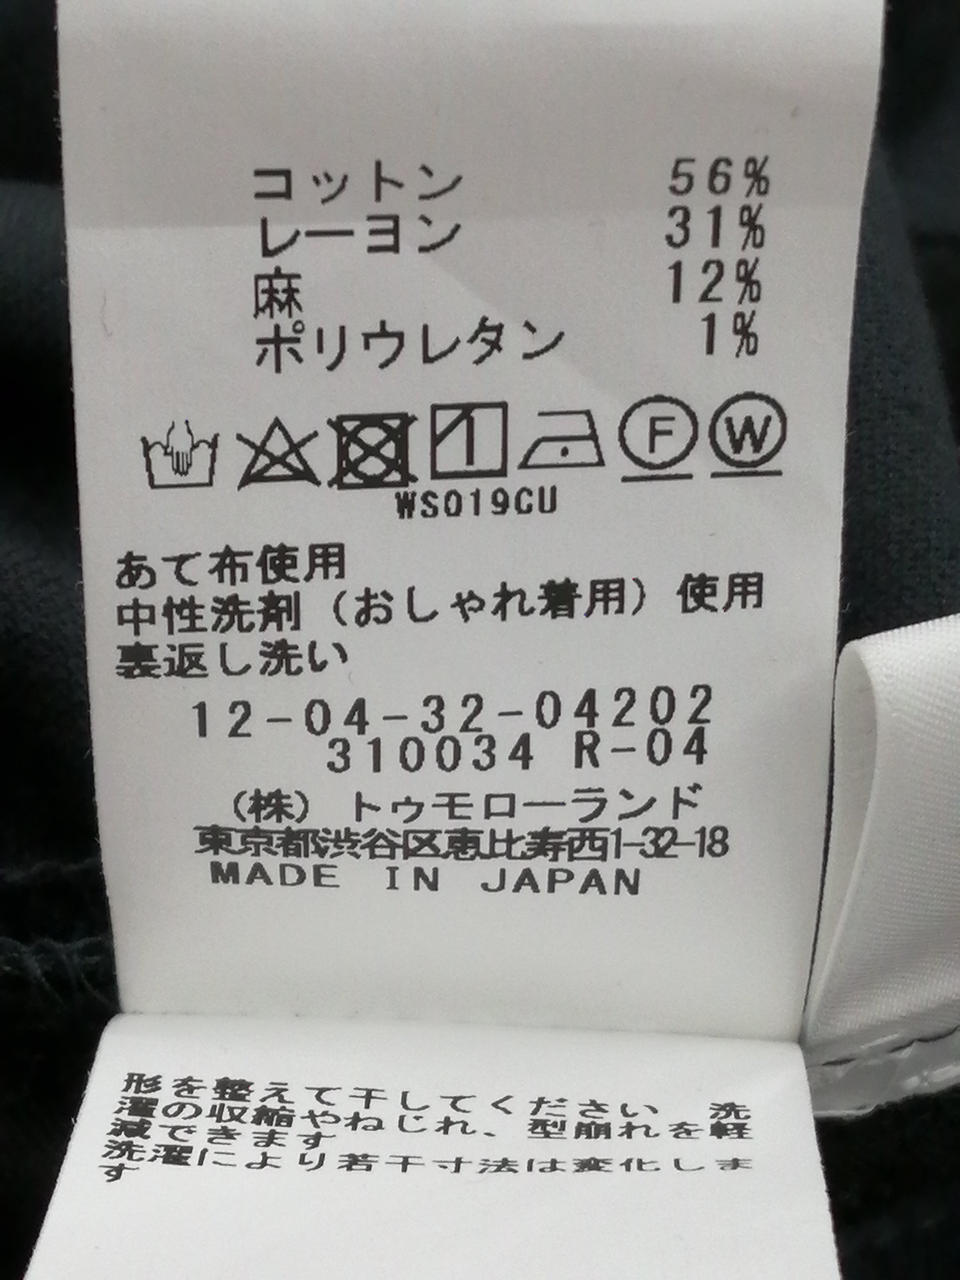 コットン 56%
レーヨン 31%
麻 12%
ポリウレタン 1%
F W
WS019CU
あて布使用
中性洗剤（おしゃれ着用）使用
裏返し洗い
12-04-32-04202
310034 R-04
（株） トゥモローランド
東京都渋谷区恵比寿西1-32-18
MADE IN JAPAN
形を整えて干してください 洗
濯の収縮やねじれ、型崩れを軽
減できます
洗濯により若干寸法は変化しま
す